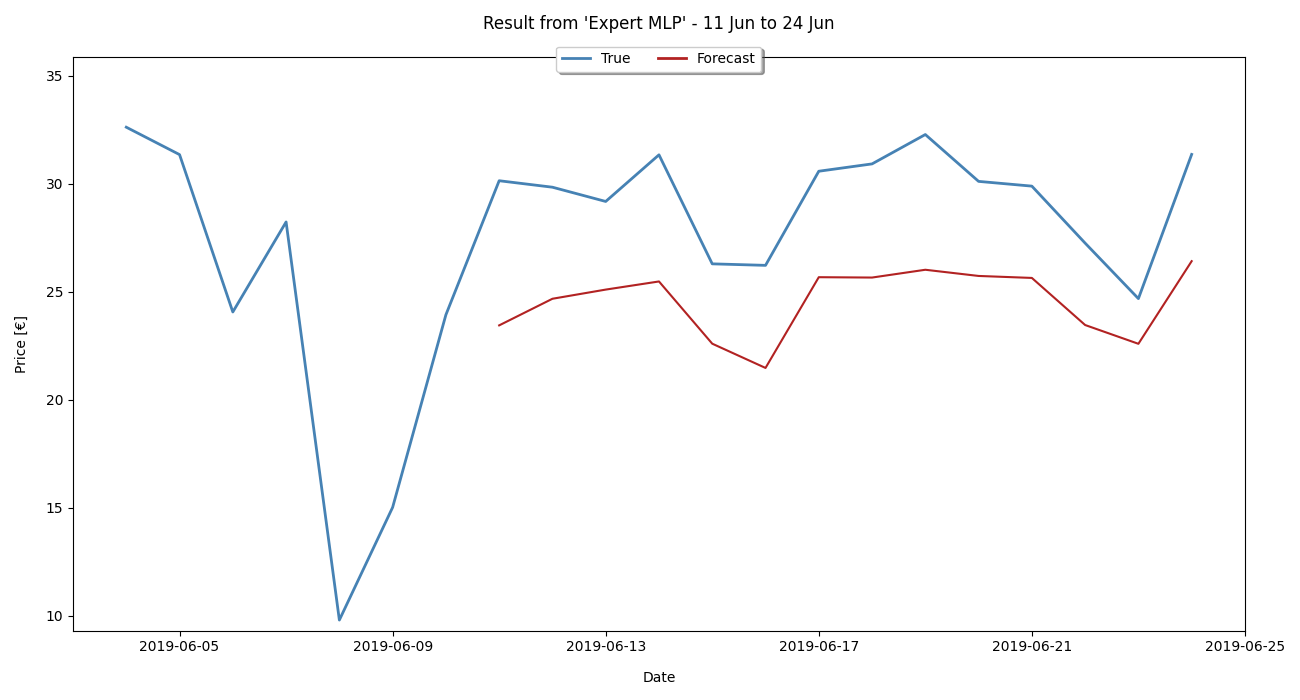 Result from 'Expert MLP' - 11 Jun to 24 Jun
True Forecast
35
30
25
20
15
10
Price [€]
2019-06-05 2019-06-09 2019-06-13 2019-06-17 2019-06-21 2019-06-25
Date